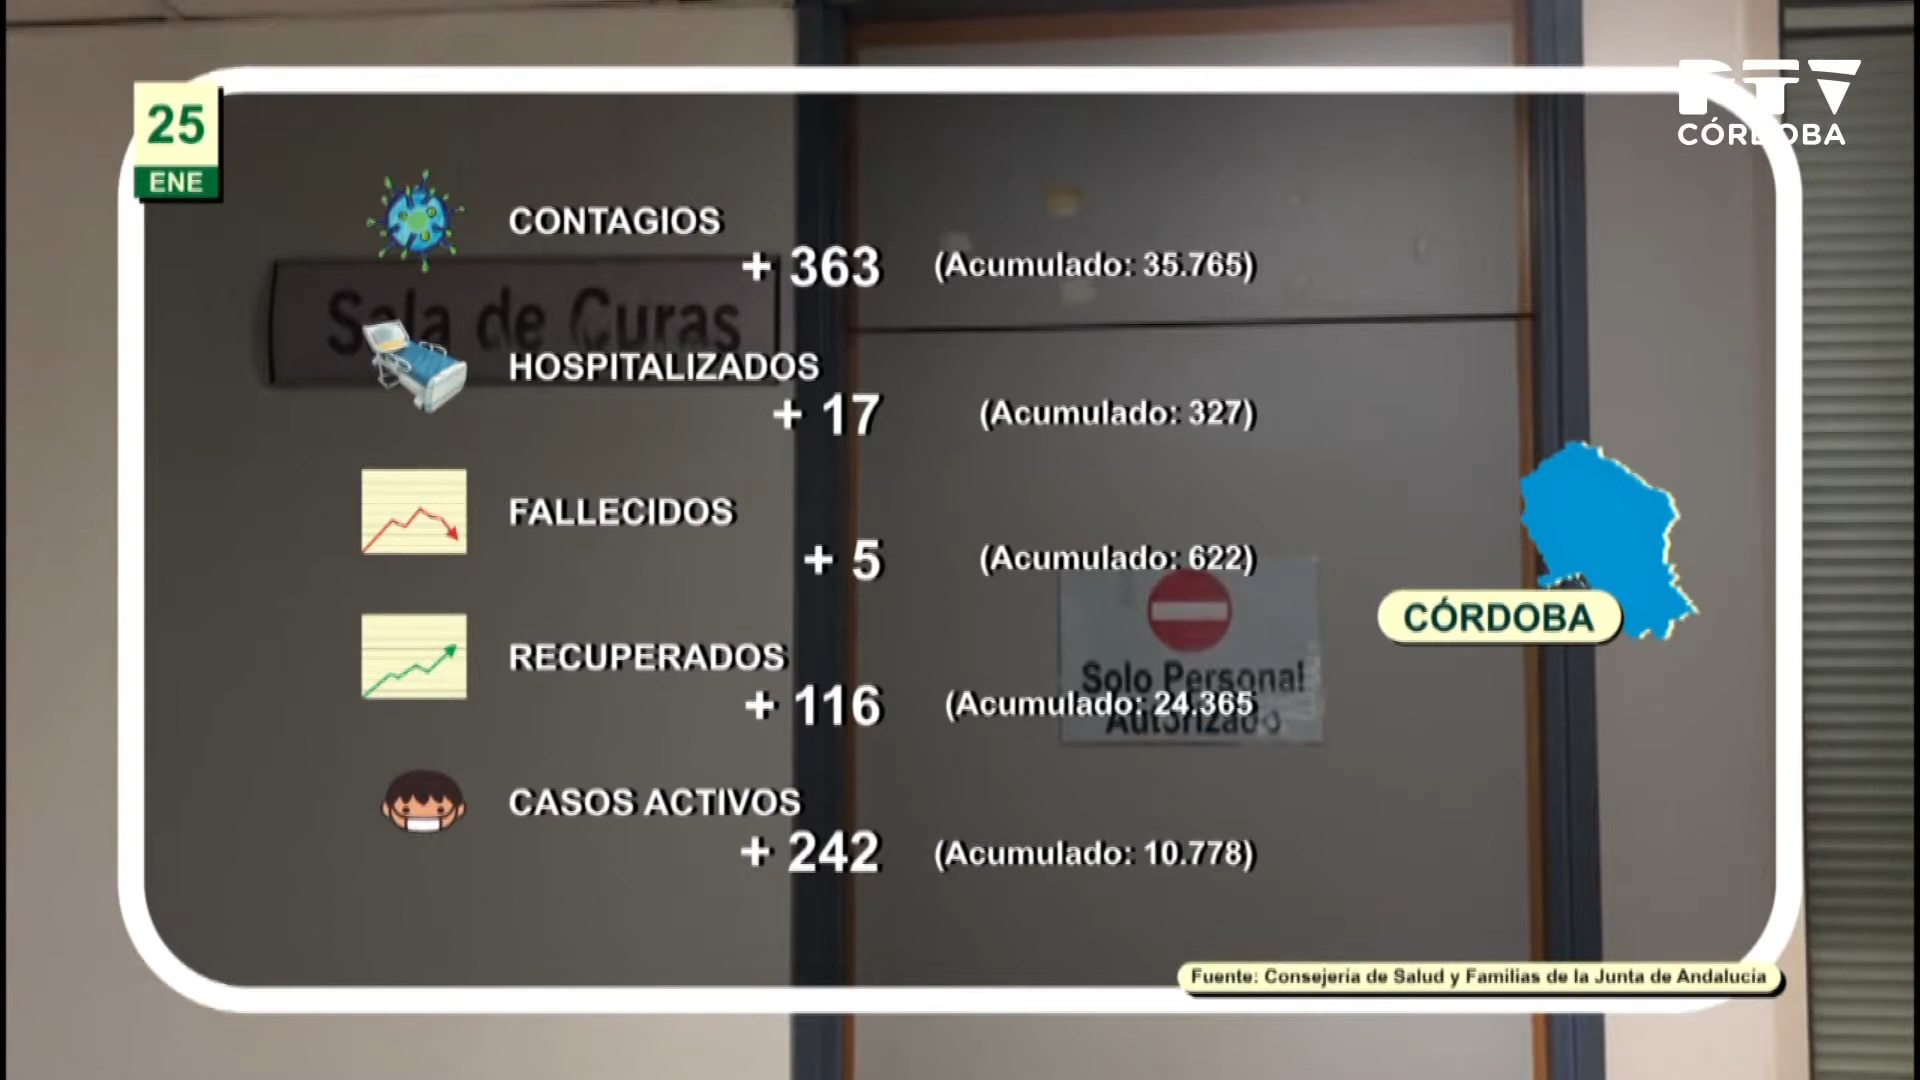 RTV
CÓRDOBA
25
ENE
CONTAGIOS
+ 363 (Acumulado: 35.765)
Sala de Curas
HOSPITALIZADOS
+ 17 (Acumulado: 327)
FALLECIDOS
+ 5 (Acumulado: 622)
CÓRDOBA
RECUPERADOS
Solo Personal
+ 116 (Acumulado: 24.365
Autorizado
CASOS ACTIVOS
+ 242 (Acumulado: 10.778)
Fuente: Consejería de Salud y Familias de la Junta de Andalucía